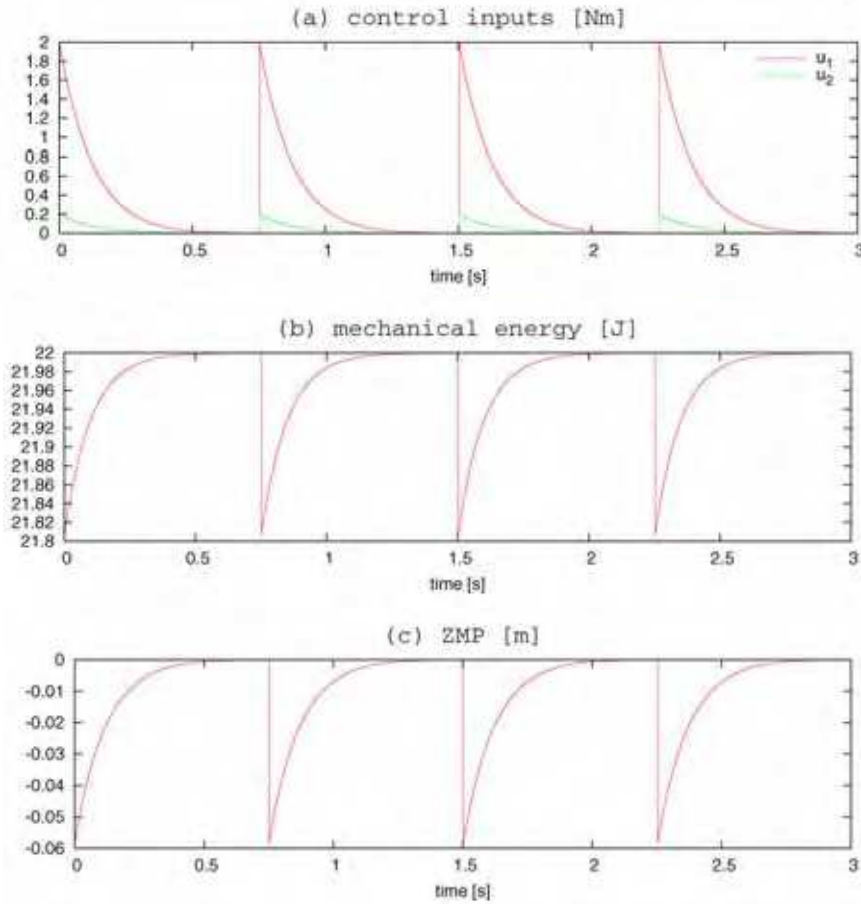 (a) control inputs [Nm]
2
1.8
1.6
1.4
1.2
1
0.8
0.6
0.4
0.2
0
u1
u2
0 0.5 1 1.5 2 2.5 3
time [s]
(b) mechanical energy [J]
22
21.98
21.96
21.94
21.92
21.9
21.88
21.86
21.84
21.82
21.8
0 0.5 1 1.5 2 2.5 3
time [s]
(c) ZMP [m]
0
-0.01
-0.02
-0.03
-0.04
-0.05
-0.06
0 0.5 1 1.5 2 2.5 3
time [s]